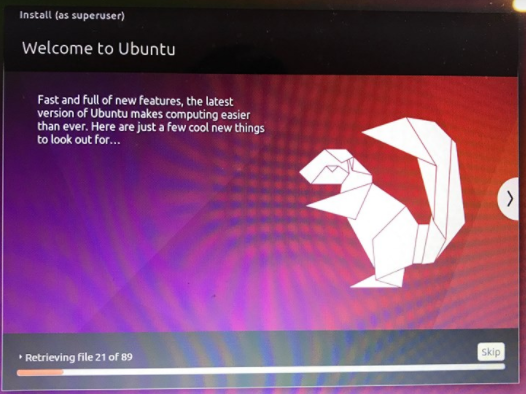 Install (as superuser)
Welcome to Ubuntu
Fast and full of new features, the latest
version of Ubuntu makes computing easier
than ever. Here are just a few cool new things
to look out for...
Retrieving file 21 of 89
Skip